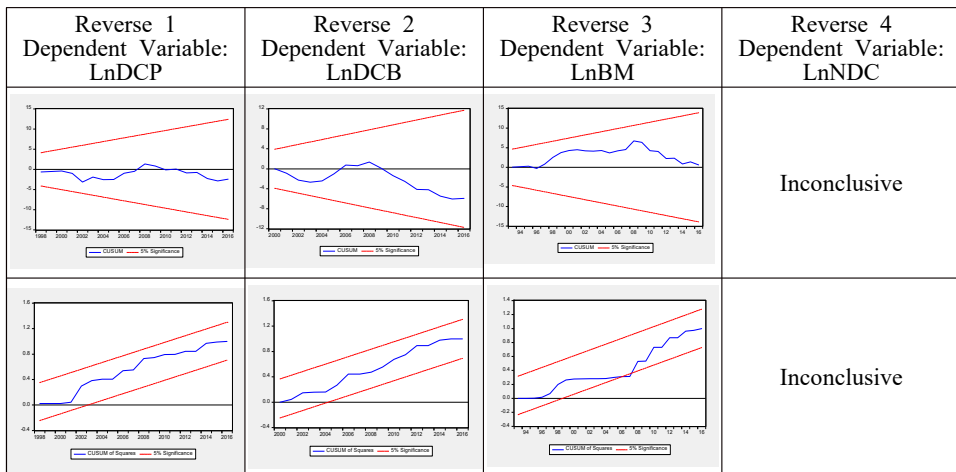 Reverse 1
Dependent Variable:
LnDCP
Reverse 2
Dependent Variable:
LnDCB
Reverse 3
Dependent Variable:
LnBM
Reverse 4
Dependent Variable:
LnNDC
15
10
5
0
-5
-10
-15
1998 2000 2002 2004 2006 2008 2010 2012 2014 2016
CUSUM 5% Significance
12
8
4
0
-4
-8
-12
2000 2002 2004 2006 2008 2010 2012 2014 2016
CUSUM 5% Significance
15
10
5
0
-5
-10
-15
94 96 98 00 02 04 06 08 10 12 14 16
CUSUM 5% Significance
Inconclusive
1.6
1.2
0.8
0.4
0.0
-0.4
1998 2000 2002 2004 2006 2008 2010 2012 2014 2016
CUSUM of Squares 5% Significance
1.6
1.2
0.8
0.4
0.0
-0.4
2000 2002 2004 2006 2008 2010 2012 2014 2016
CUSUM of Squares 5% Significance
1.4
1.2
1.0
0.8
0.6
0.4
0.2
0.0
-0.2
-0.4
94 96 98 00 02 04 06 08 10 12 14 16
CUSUM of Squares 5% Significance
Inconclusive